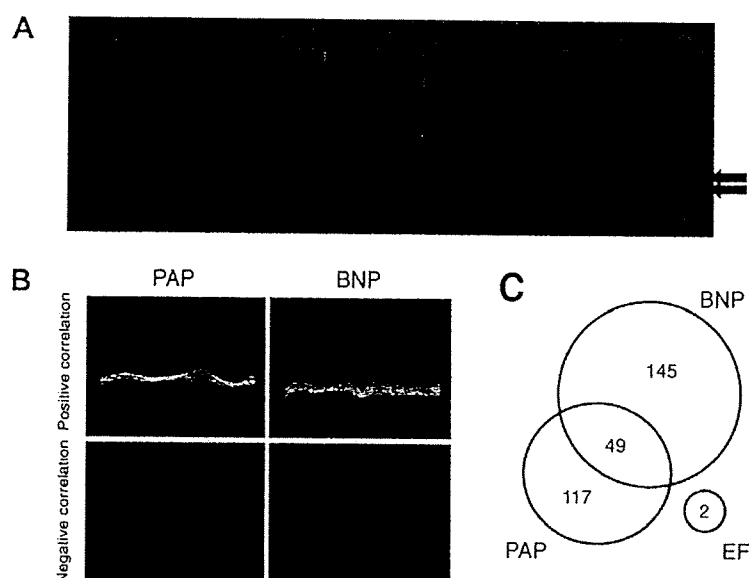 A
B
PAP
BNP
Positive correlation
Negative correlation
C
BNP
145
49
117
2
PAP
EF